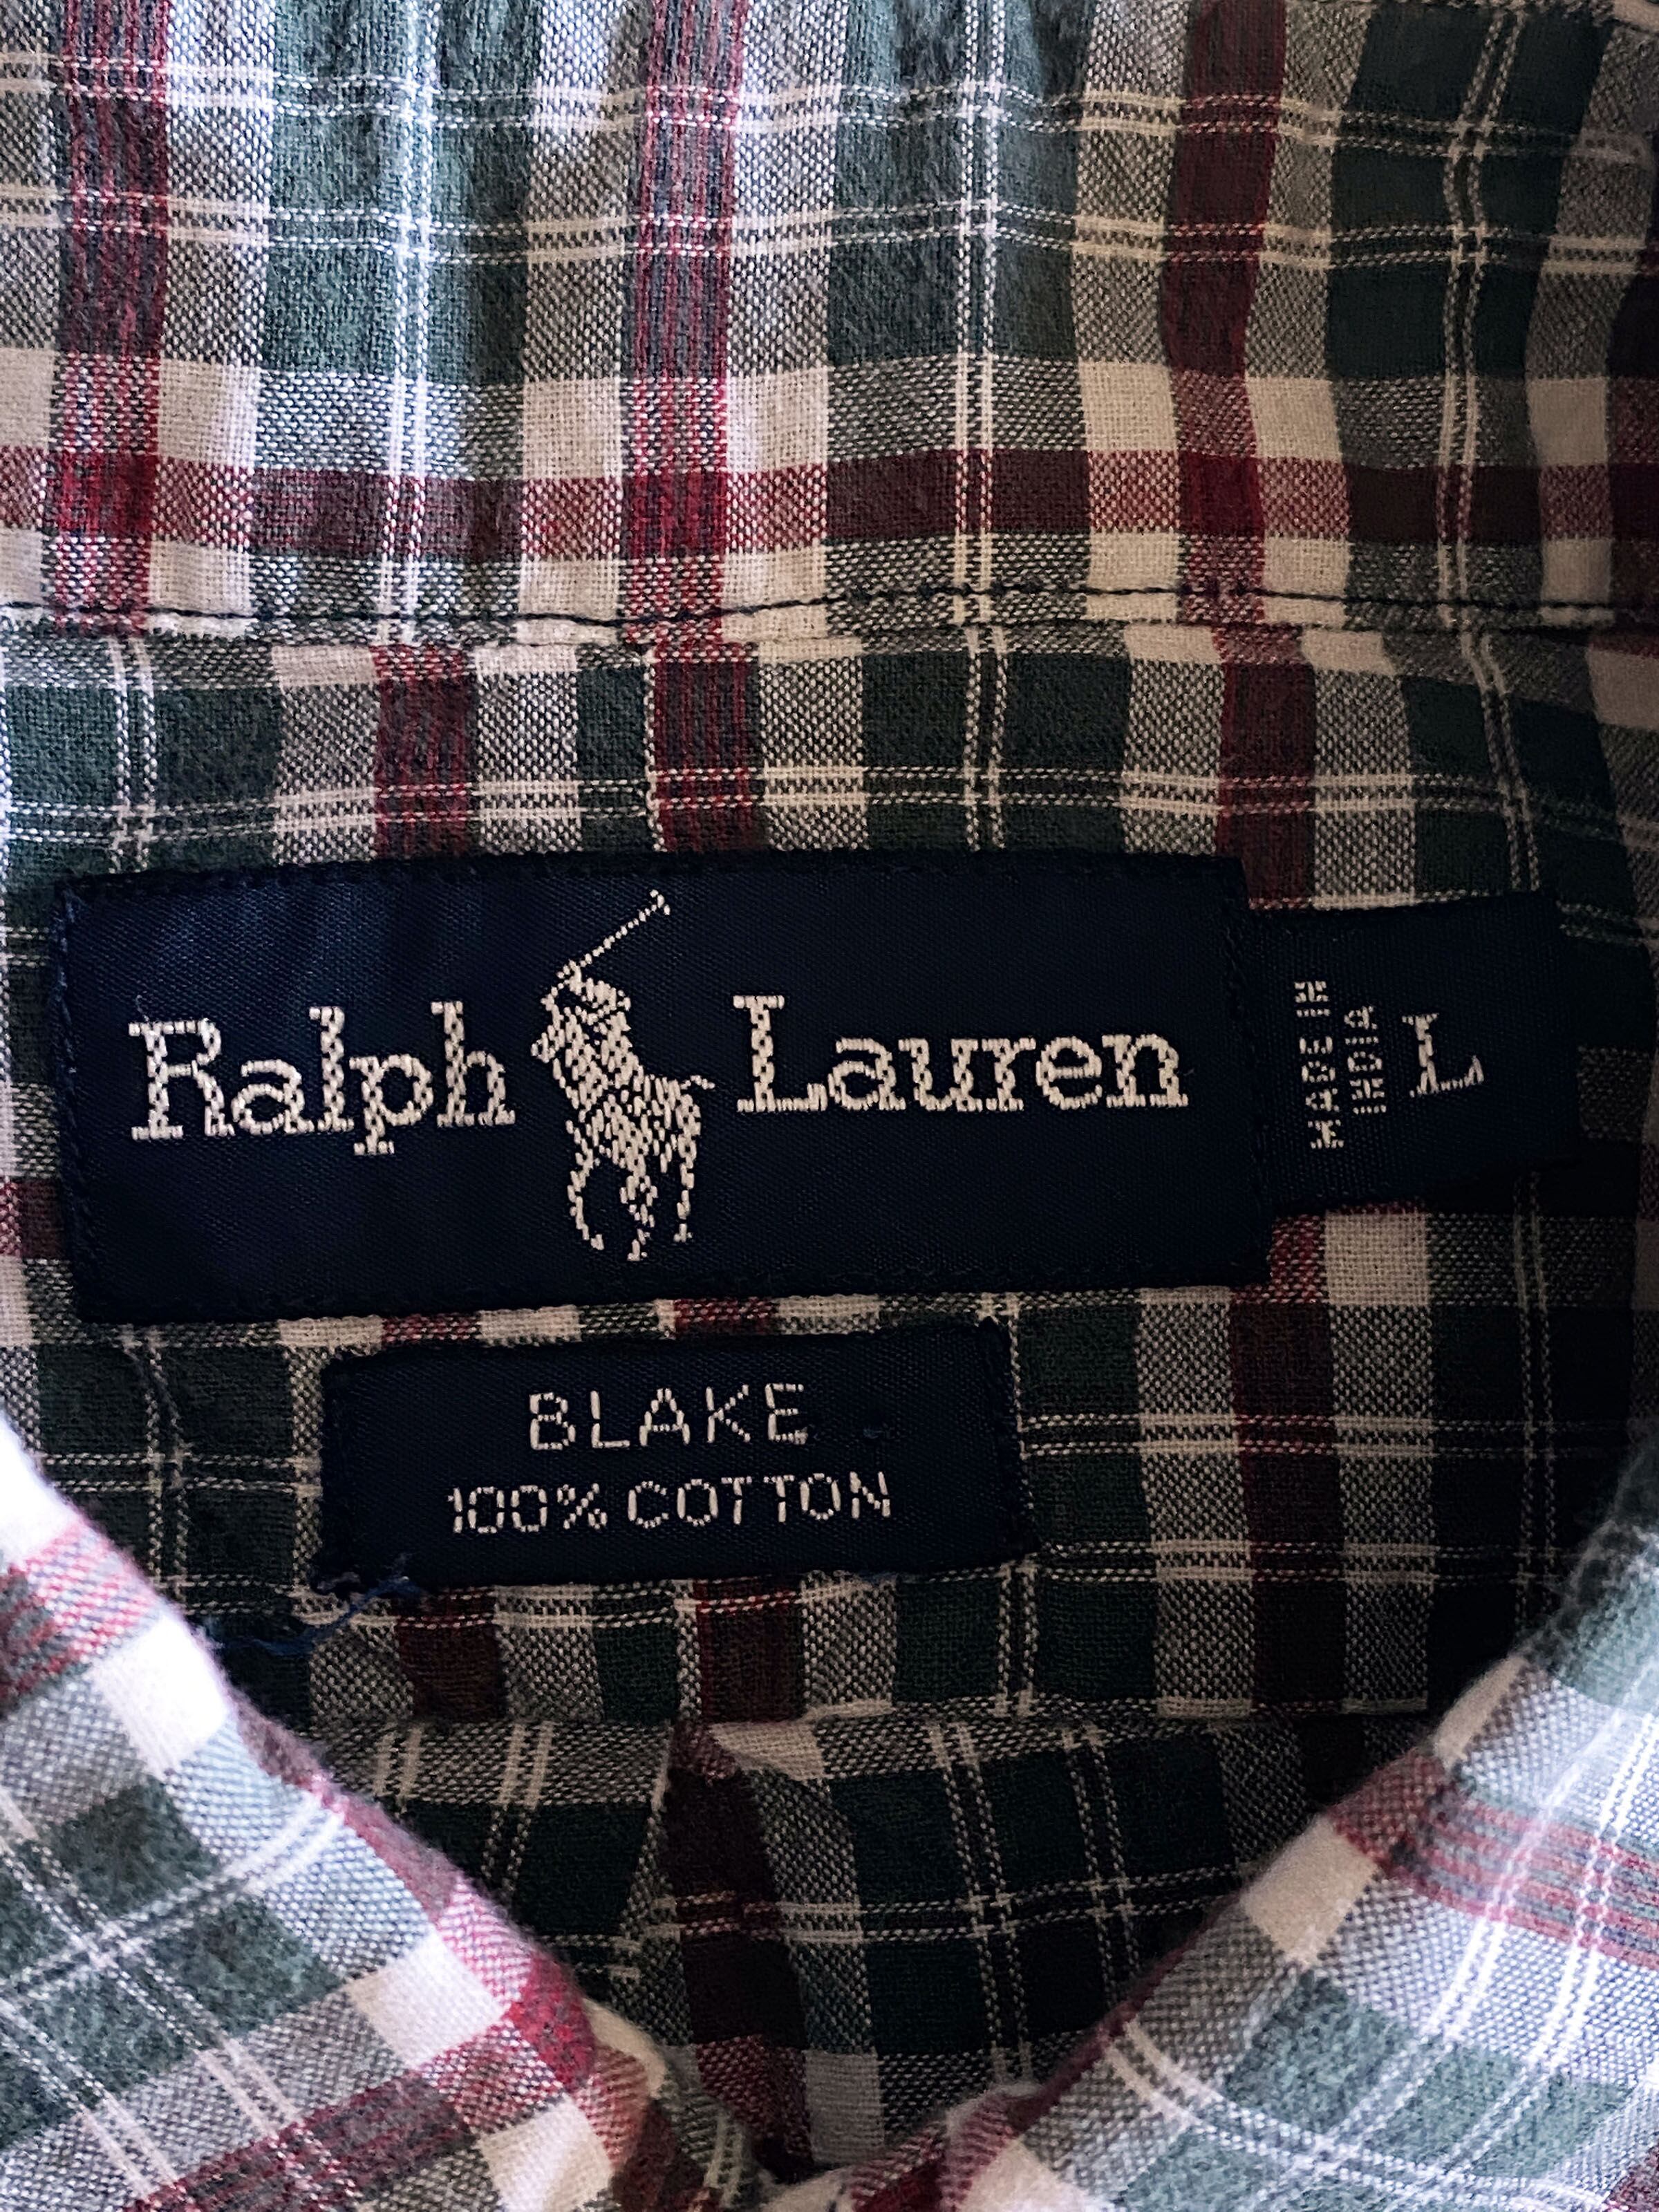 Ralph Lauren
MADE IN
INDIA
L
BLAKE
100% COTTON